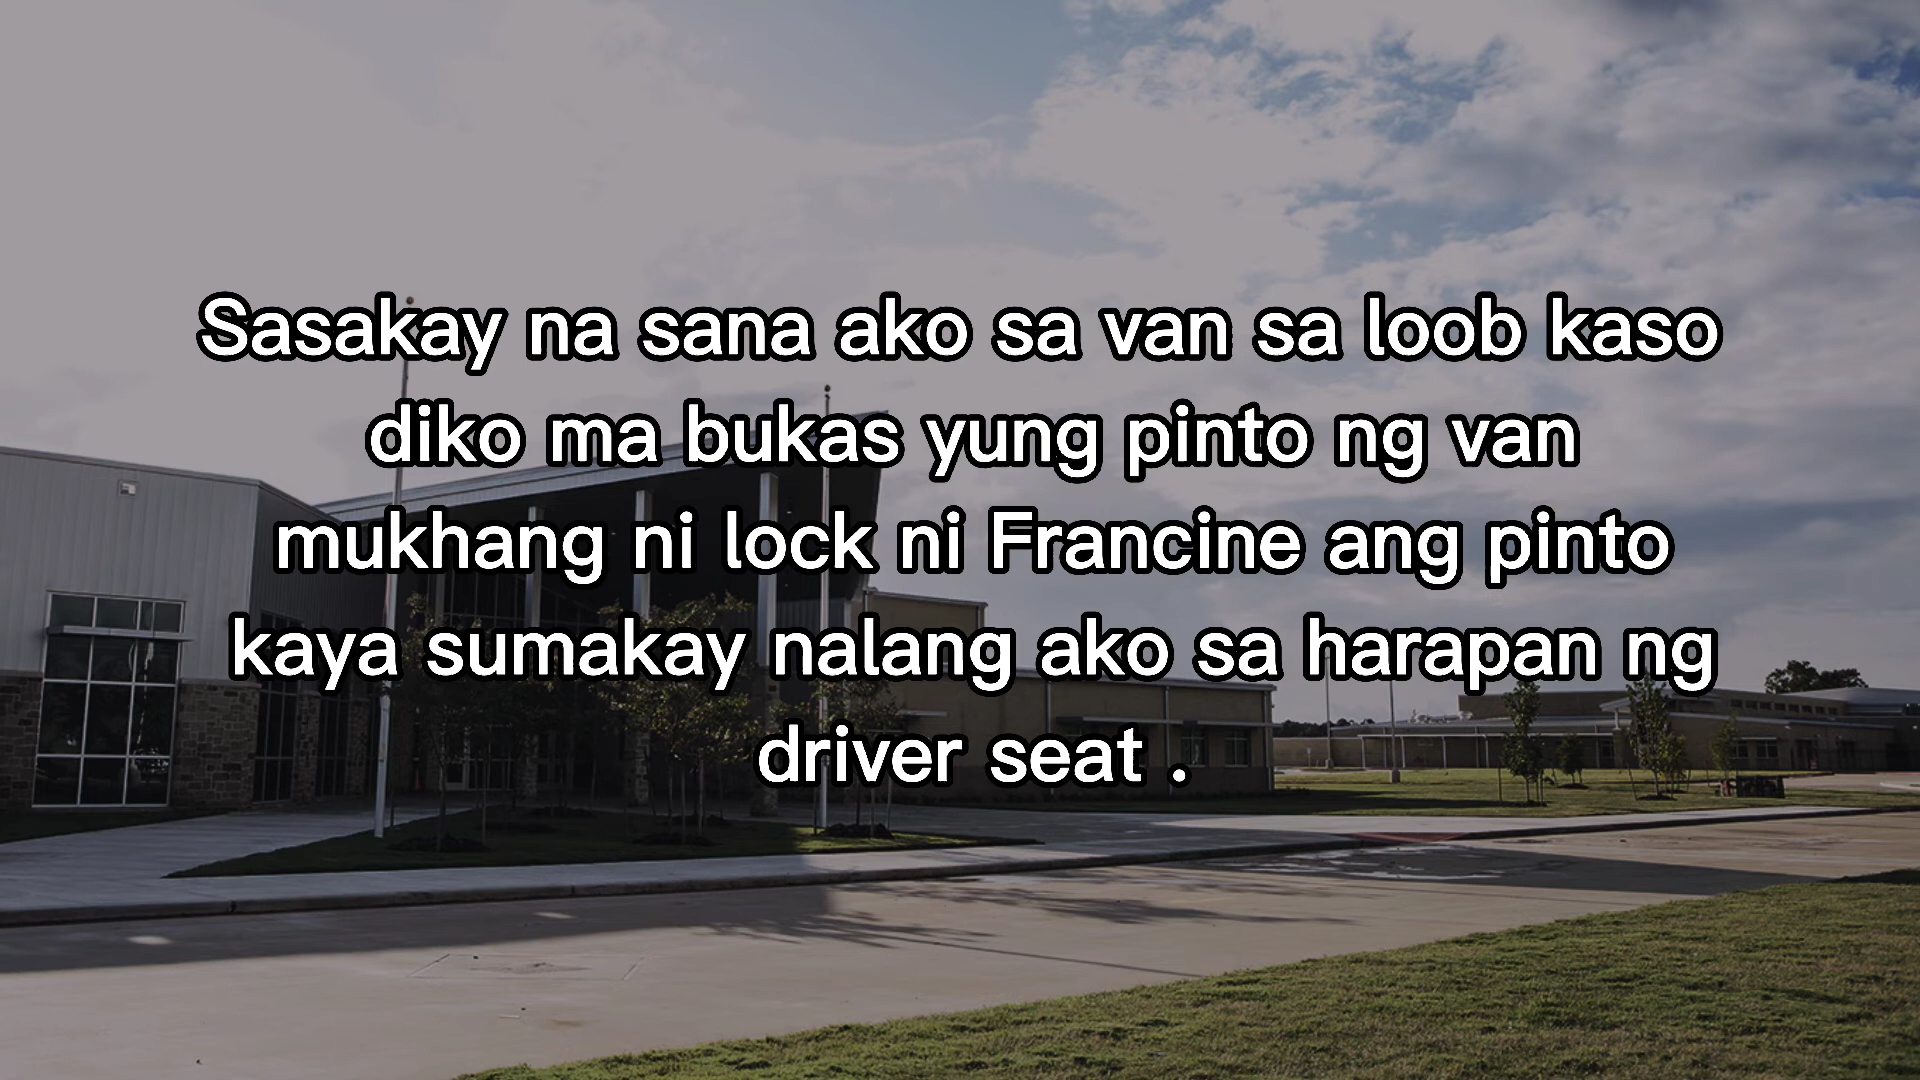 Sasakay na sana ako sa van sa loob kaso
diko ma bukas yung pinto ng van
mukhang ni lock ni Francine ang pinto
kaya sumakay nalang ako sa harapan ng
driver seat .